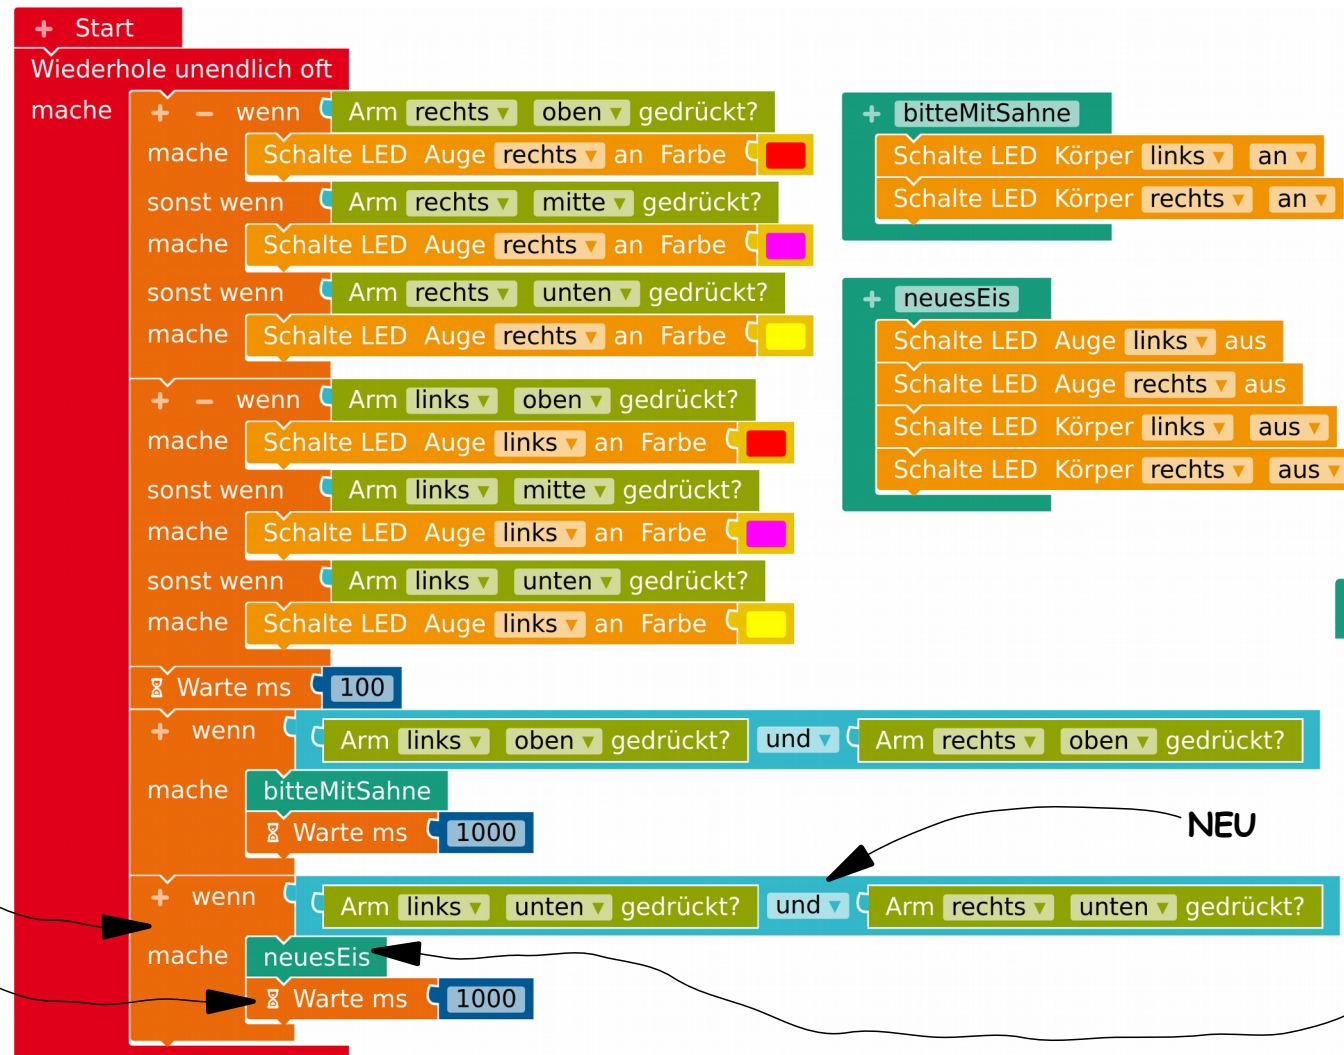 + Start
Wiederhole unendlich oft
mache
+ − wenn Arm rechts ▾ oben ▾ gedrückt?
mache Schalte LED Auge rechts ▾ an Farbe
sonst wenn Arm rechts ▾ mitte ▾ gedrückt?
mache Schalte LED Auge rechts ▾ an Farbe
sonst wenn Arm rechts ▾ unten ▾ gedrückt?
mache Schalte LED Auge rechts ▾ an Farbe
+ − wenn Arm links ▾ oben ▾ gedrückt?
mache Schalte LED Auge links ▾ an Farbe
sonst wenn Arm links ▾ mitte ▾ gedrückt?
mache Schalte LED Auge links ▾ an Farbe
sonst wenn Arm links ▾ unten ▾ gedrückt?
mache Schalte LED Auge links ▾ an Farbe
Warte ms 100
+ wenn Arm links ▾ oben ▾ gedrückt? und ▾ Arm rechts ▾ oben ▾ gedrückt?
mache bitteMitSahne
Warte ms 1000
+ wenn Arm links ▾ unten ▾ gedrückt? und ▾ Arm rechts ▾ unten ▾ gedrückt?
mache neuesEis
Warte ms 1000
+ bitteMitSahne
Schalte LED Körper links ▾ an ▾
Schalte LED Körper rechts ▾ an ▾
+ neuesEis
Schalte LED Auge links ▾ aus
Schalte LED Auge rechts ▾ aus
Schalte LED Körper links ▾ aus ▾
Schalte LED Körper rechts ▾ aus ▾
NEU